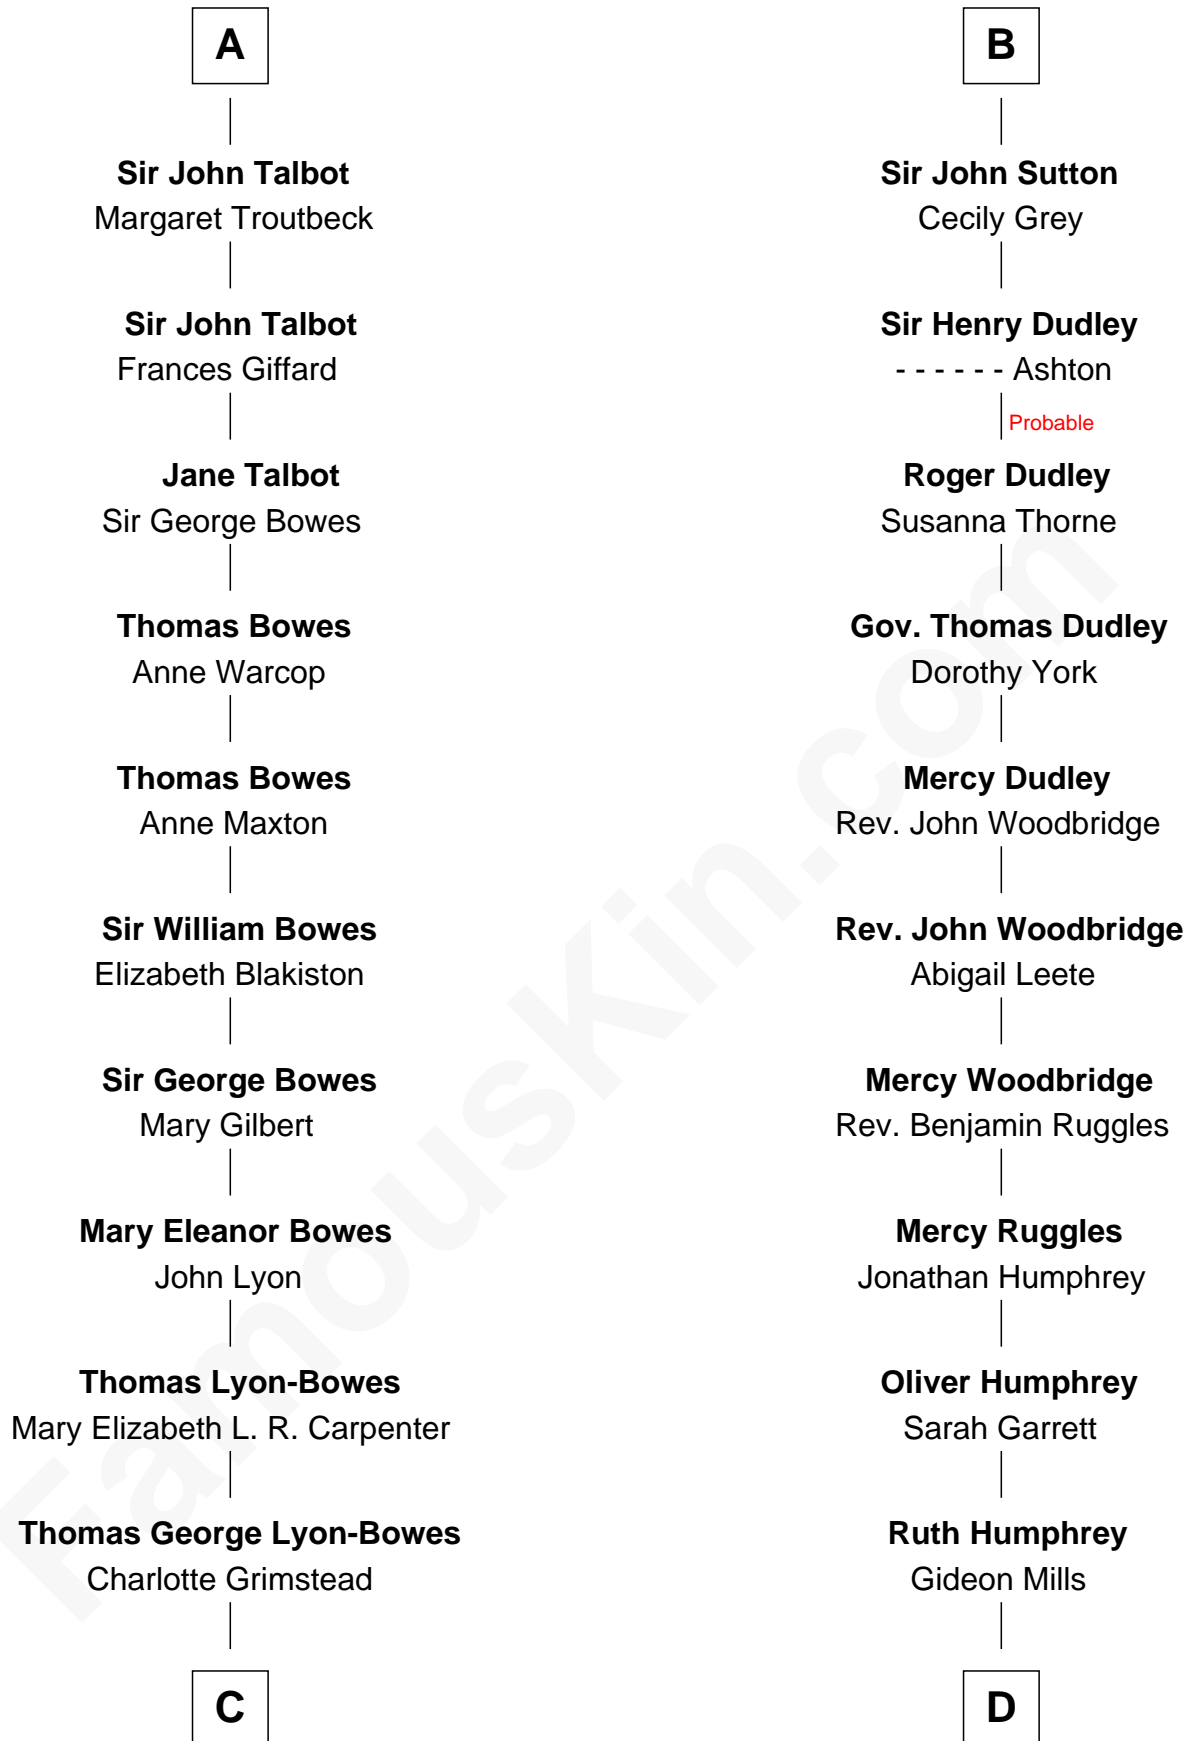 A
Sir John Talbot
Margaret Troutbeck
Sir John Talbot
Frances Giffard
Jane Talbot
Sir George Bowes
Thomas Bowes
Anne Warcop
Thomas Bowes
Anne Maxton
Sir William Bowes
Elizabeth Blakiston
Sir George Bowes
Mary Gilbert
Mary Eleanor Bowes
John Lyon
Thomas Lyon-Bowes
Mary Elizabeth L. R. Carpenter
Thomas George Lyon-Bowes
Charlotte Grimstead
C
B
Sir John Sutton
Cecily Grey
Sir Henry Dudley
- - - - - - Ashton
Probable
Roger Dudley
Susanna Thorne
Gov. Thomas Dudley
Dorothy York
Mercy Dudley
Rev. John Woodbridge
Rev. John Woodbridge
Abigail Leete
Mercy Woodbridge
Rev. Benjamin Ruggles
Mercy Ruggles
Jonathan Humphrey
Oliver Humphrey
Sarah Garrett
Ruth Humphrey
Gideon Mills
D
FamousKin.com